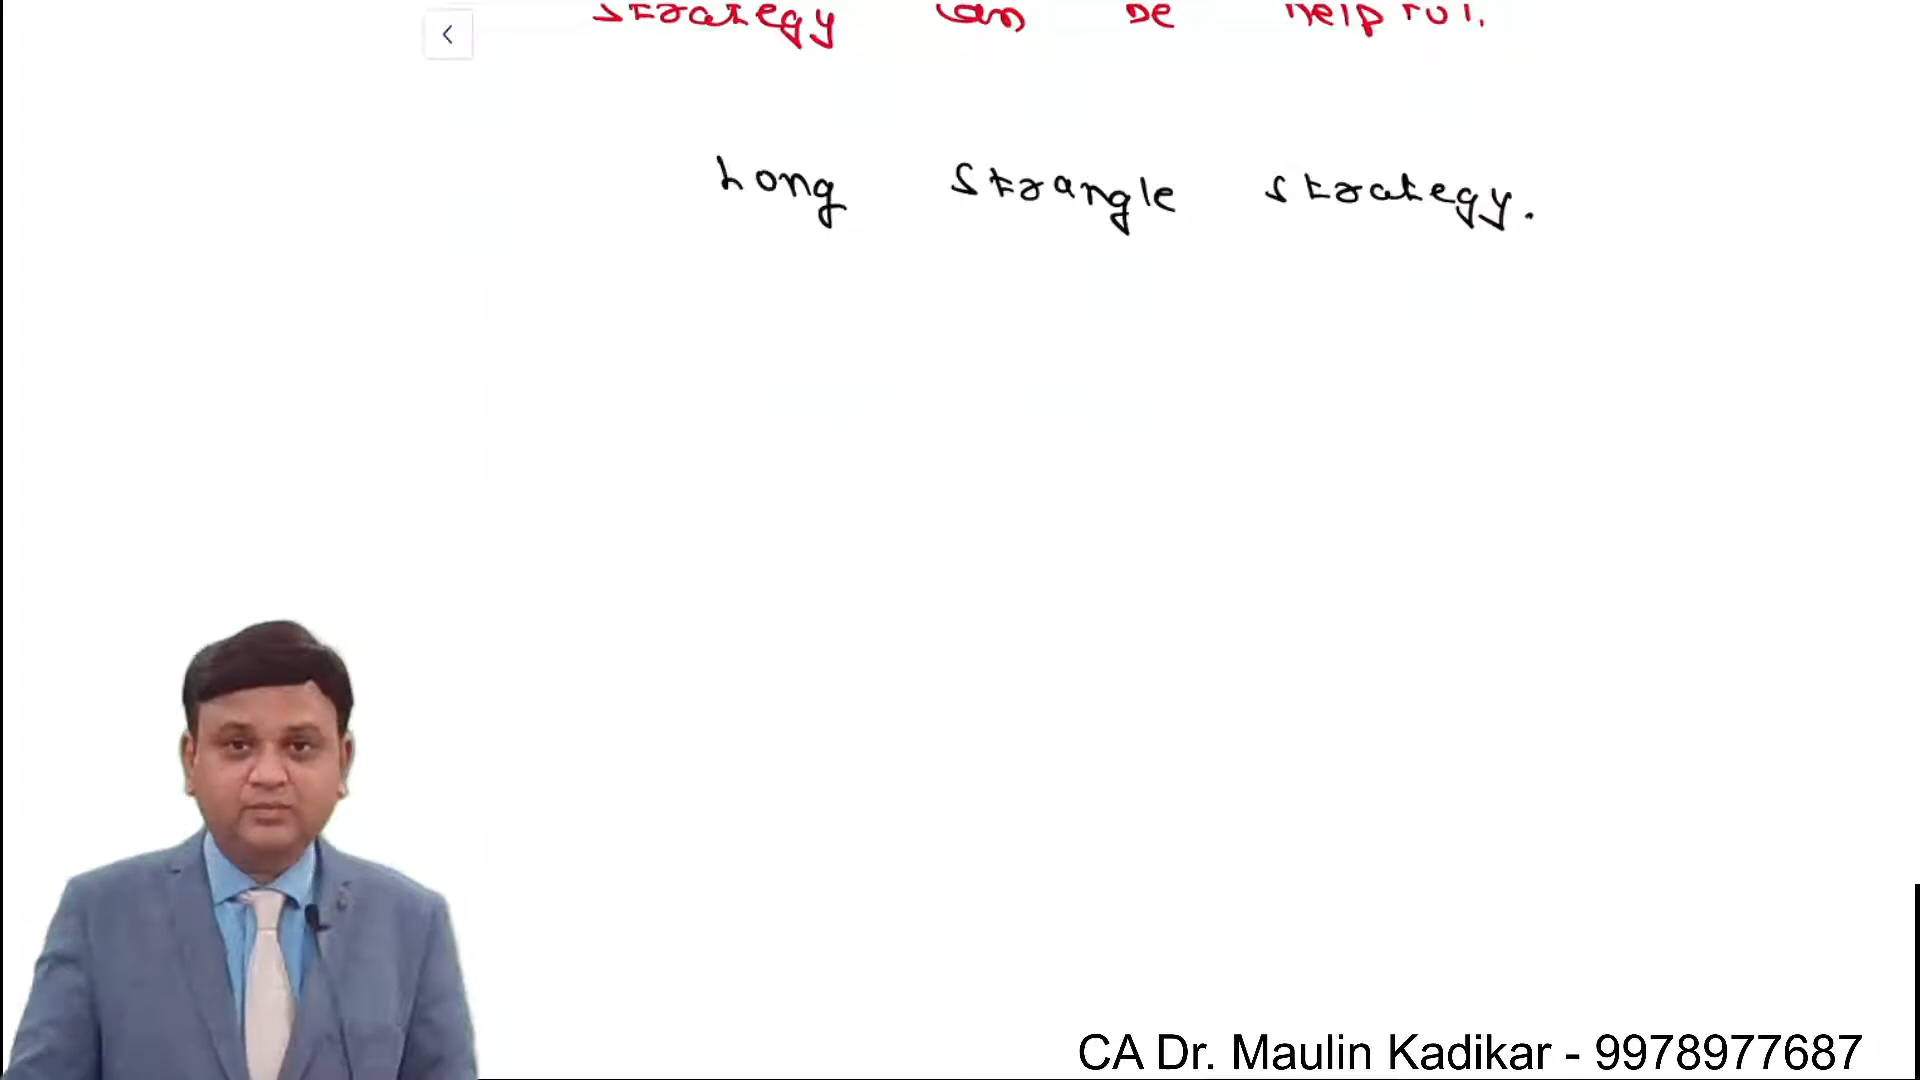 strategy can be helpful.
Long Strangle strategy.
CA Dr. Maulin Kadikar - 9978977687